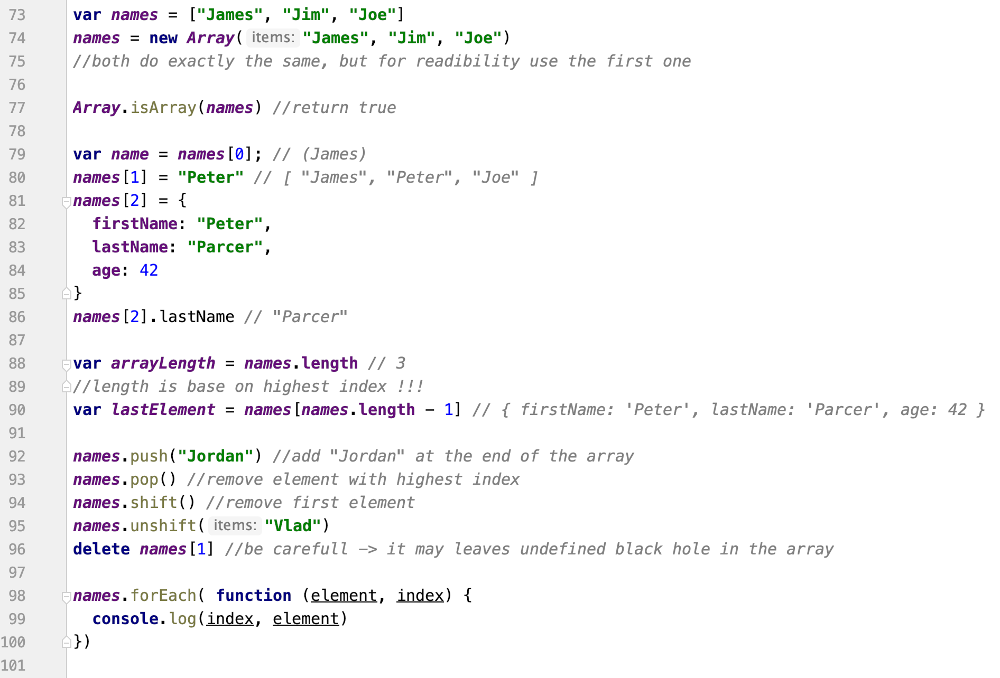 73 var names = ["James", "Jim", "Joe"]
74 names = new Array( items: "James", "Jim", "Joe")
75 //both do exactly the same, but for readibility use the first one
76
77 Array.isArray(names) //return true
78
79 var name = names[0]; // (James)
80 names[1] = "Peter" // [ "James", "Peter", "Joe" ]
81 names[2] = {
82   firstName: "Peter",
83   lastName: "Parcer",
84   age: 42
85 }
86 names[2].lastName // "Parcer"
87
88 var arrayLength = names.length // 3
89 //length is base on highest index !!!
90 var lastElement = names[names.length - 1] // { firstName: 'Peter', lastName: 'Parcer', age: 42 }
91
92 names.push("Jordan") //add "Jordan" at the end of the array
93 names.pop() //remove element with highest index
94 names.shift() //remove first element
95 names.unshift( items: "Vlad")
96 delete names[1] //be carefull -> it may leaves undefined black hole in the array
97
98 names.forEach( function (element, index) {
99   console.log(index, element)
100 })
101